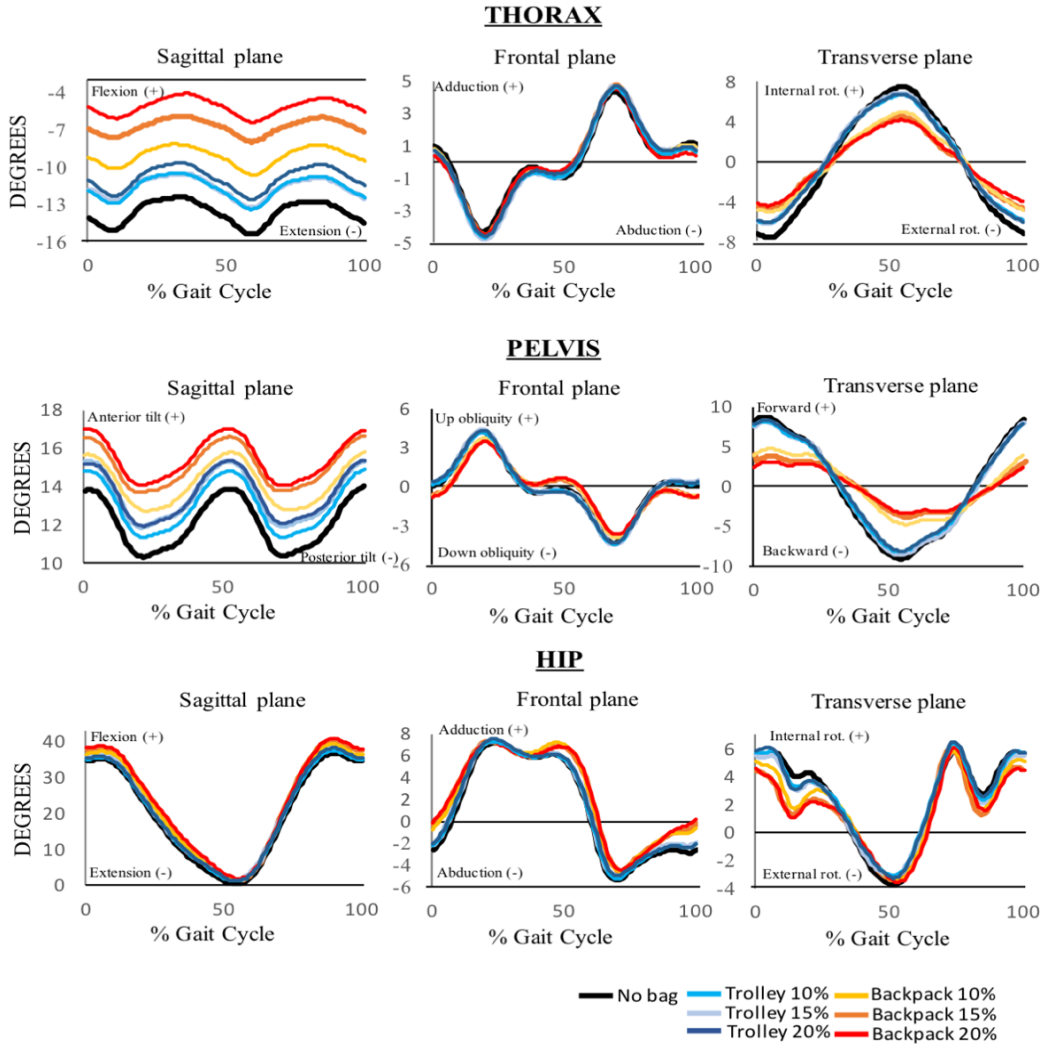 THORAX
Sagittal plane
Frontal plane
Transverse plane
DEGREES
-4
-7
-10
-13
-16
Flexion (+)
Extension (-)
0 50 100
% Gait Cycle
5
3
1
-1
-3
-5
Adduction (+)
Abduction (-)
0 50 100
% Gait Cycle
8
4
0
-4
-8
Internal rot. (+)
External rot. (-)
0 50 100
% Gait Cycle
PELVIS
Sagittal plane
Frontal plane
Transverse plane
DEGREES
18
16
14
12
10
Anterior tilt (+)
Posterior tilt (-)
0 50 100
% Gait Cycle
6
3
0
-3
-6
Up obliquity (+)
Down obliquity (-)
0 50 100
% Gait Cycle
10
5
0
-5
-10
Forward (+)
Backward (-)
0 50 100
% Gait Cycle
HIP
Sagittal plane
Frontal plane
Transverse plane
DEGREES
40
30
20
10
0
Flexion (+)
Extension (-)
0 50 100
% Gait Cycle
8
6
4
2
0
-2
-4
-6
Adduction (+)
Abduction (-)
0 50 100
% Gait Cycle
6
4
2
0
-2
-4
Internal rot. (+)
External rot. (-)
0 50 100
% Gait Cycle
No bag
Trolley 10%
Trolley 15%
Trolley 20%
Backpack 10%
Backpack 15%
Backpack 20%